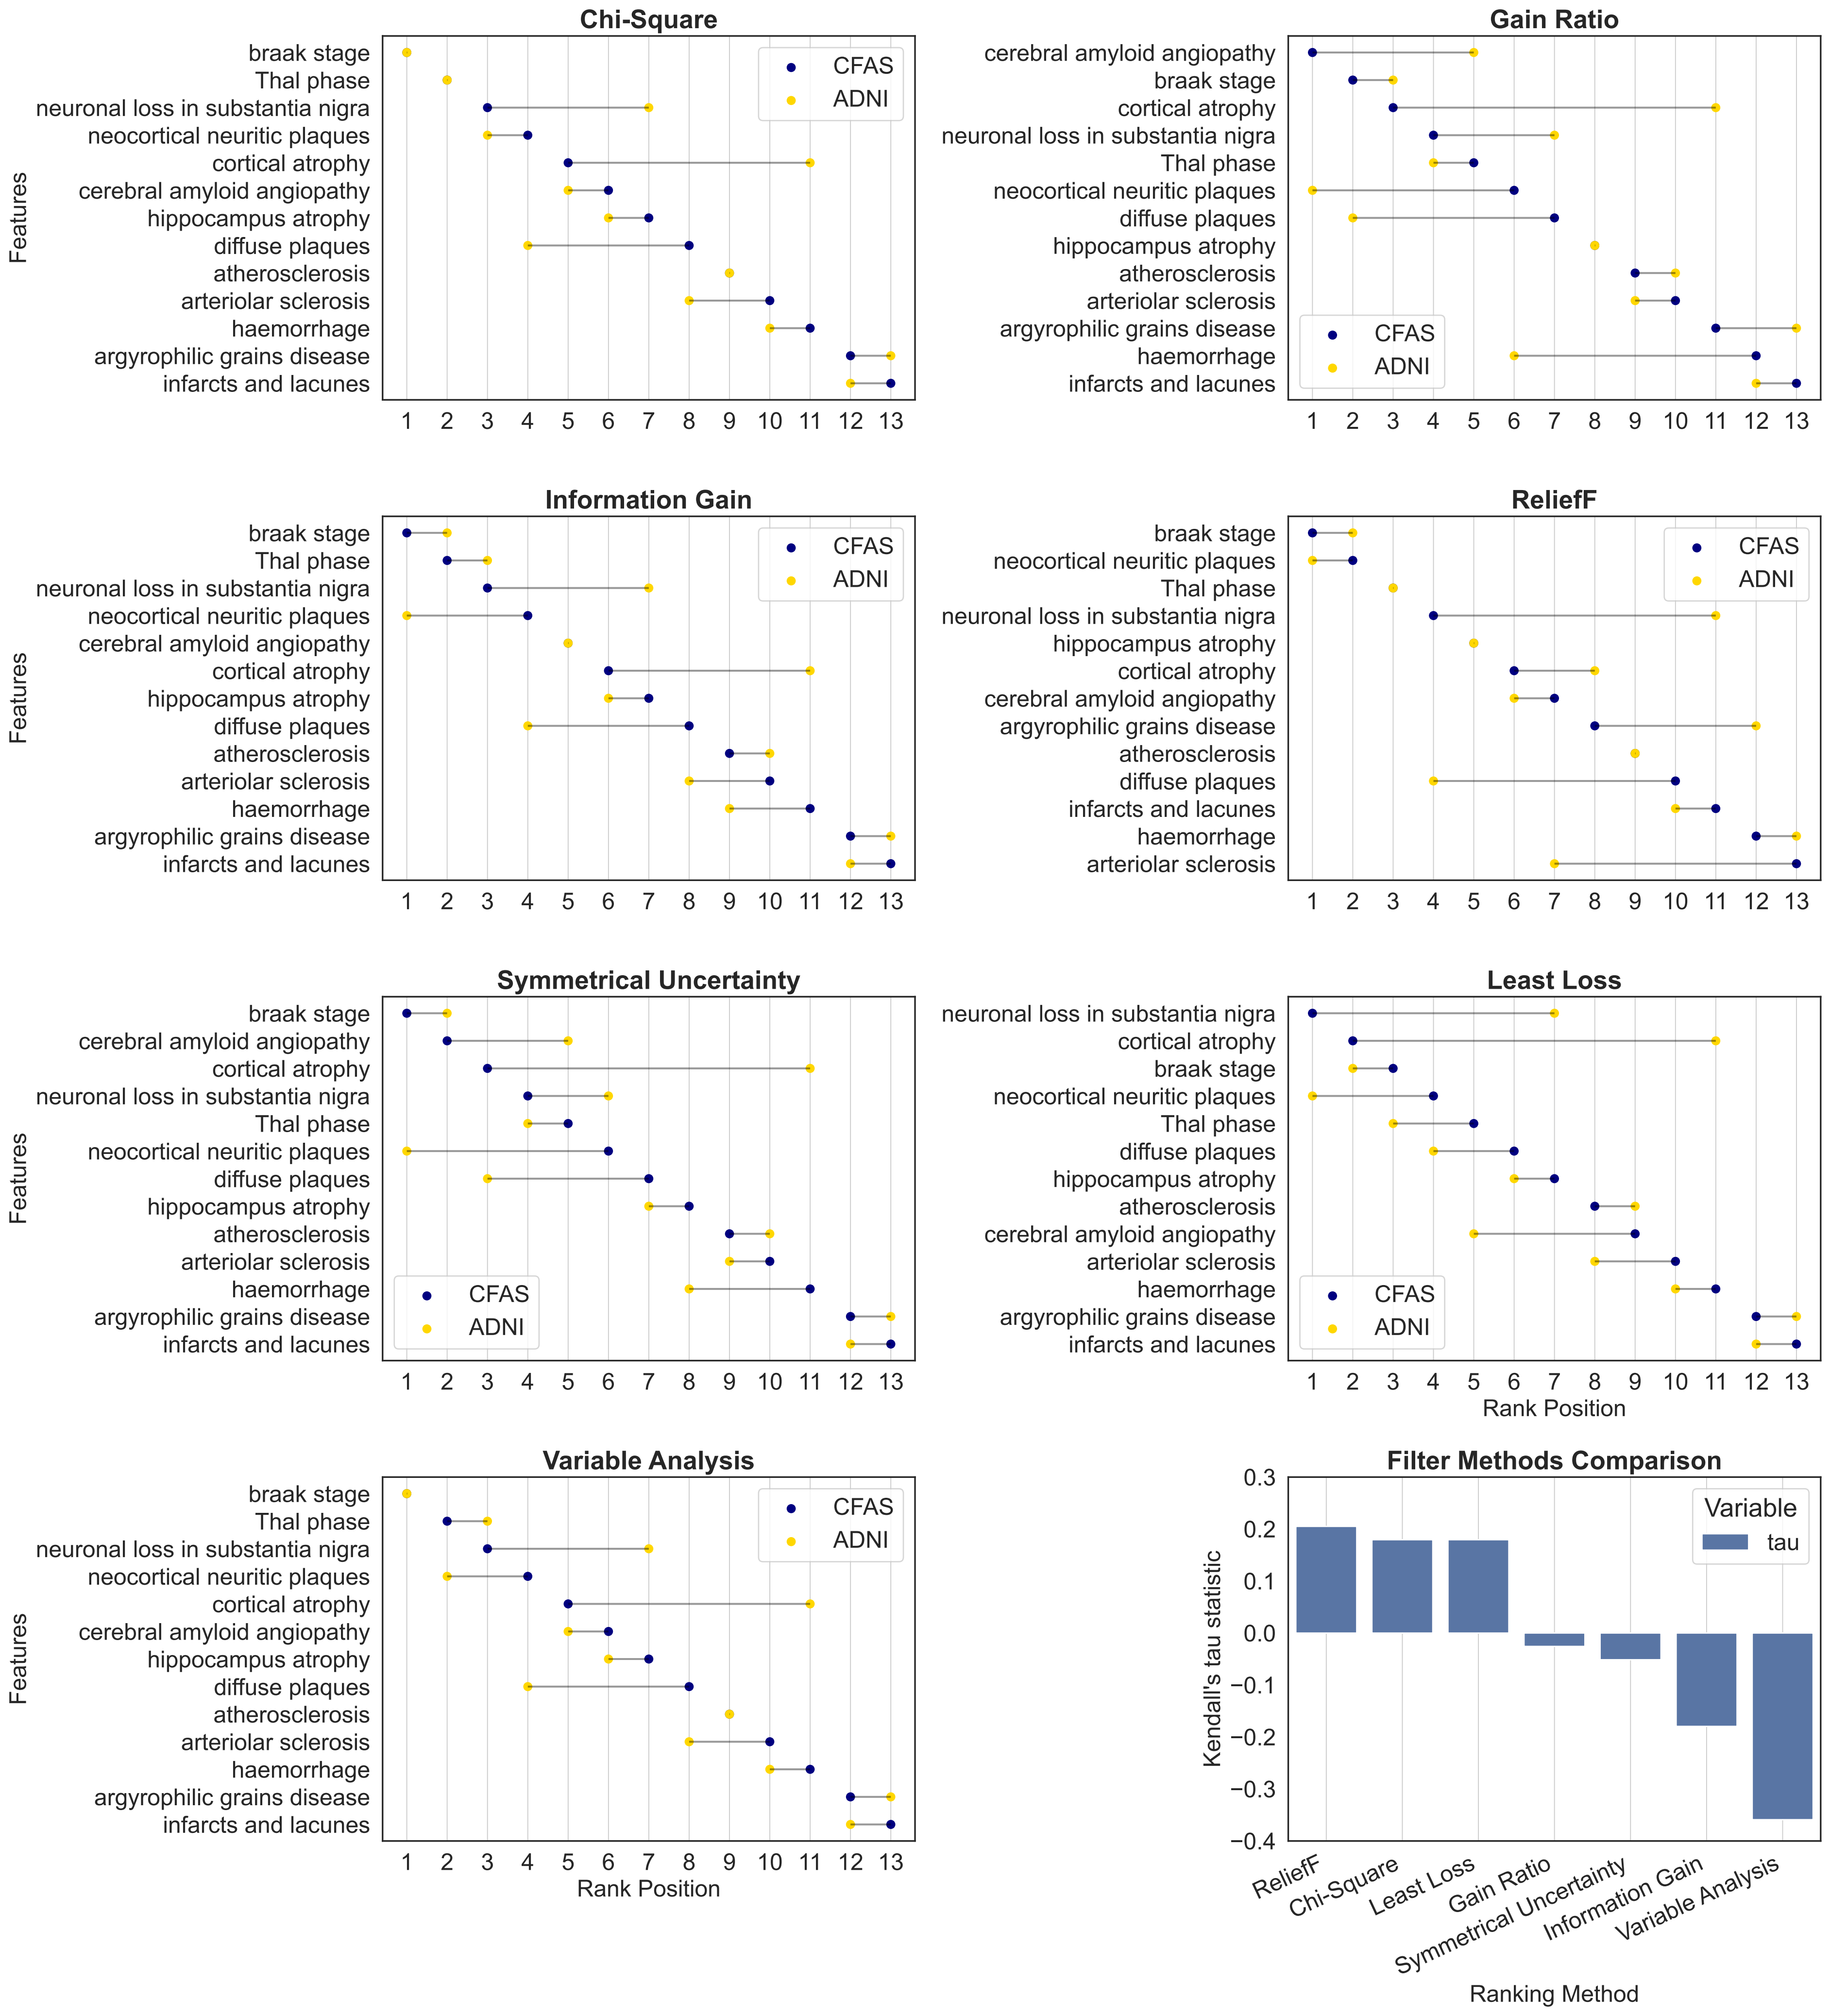 Chi-Square
Features
braak stage
Thal phase
neuronal loss in substantia nigra
neocortical neuritic plaques
cortical atrophy
cerebral amyloid angiopathy
hippocampus atrophy
diffuse plaques
atherosclerosis
arteriolar sclerosis
haemorrhage
argyrophilic grains disease
infarcts and lacunes
CFAS
ADNI
1 2 3 4 5 6 7 8 9 10 11 12 13
Gain Ratio
cerebral amyloid angiopathy
braak stage
cortical atrophy
neuronal loss in substantia nigra
Thal phase
neocortical neuritic plaques
diffuse plaques
hippocampus atrophy
atherosclerosis
arteriolar sclerosis
argyrophilic grains disease
haemorrhage
infarcts and lacunes
CFAS
ADNI
1 2 3 4 5 6 7 8 9 10 11 12 13
Information Gain
Features
braak stage
Thal phase
neuronal loss in substantia nigra
neocortical neuritic plaques
cerebral amyloid angiopathy
cortical atrophy
hippocampus atrophy
diffuse plaques
atherosclerosis
arteriolar sclerosis
haemorrhage
argyrophilic grains disease
infarcts and lacunes
CFAS
ADNI
1 2 3 4 5 6 7 8 9 10 11 12 13
ReliefF
braak stage
neocortical neuritic plaques
Thal phase
neuronal loss in substantia nigra
hippocampus atrophy
cortical atrophy
cerebral amyloid angiopathy
argyrophilic grains disease
atherosclerosis
diffuse plaques
infarcts and lacunes
haemorrhage
arteriolar sclerosis
CFAS
ADNI
1 2 3 4 5 6 7 8 9 10 11 12 13
Symmetrical Uncertainty
Features
braak stage
cerebral amyloid angiopathy
cortical atrophy
neuronal loss in substantia nigra
Thal phase
neocortical neuritic plaques
diffuse plaques
hippocampus atrophy
atherosclerosis
arteriolar sclerosis
haemorrhage
argyrophilic grains disease
infarcts and lacunes
CFAS
ADNI
1 2 3 4 5 6 7 8 9 10 11 12 13
Least Loss
neuronal loss in substantia nigra
cortical atrophy
braak stage
neocortical neuritic plaques
Thal phase
diffuse plaques
hippocampus atrophy
atherosclerosis
cerebral amyloid angiopathy
arteriolar sclerosis
haemorrhage
argyrophilic grains disease
infarcts and lacunes
CFAS
ADNI
1 2 3 4 5 6 7 8 9 10 11 12 13
Rank Position
Variable Analysis
Features
braak stage
Thal phase
neuronal loss in substantia nigra
neocortical neuritic plaques
cortical atrophy
cerebral amyloid angiopathy
hippocampus atrophy
diffuse plaques
atherosclerosis
arteriolar sclerosis
haemorrhage
argyrophilic grains disease
infarcts and lacunes
CFAS
ADNI
1 2 3 4 5 6 7 8 9 10 11 12 13
Rank Position
Filter Methods Comparison
Kendall's tau statistic
0.3
0.2
0.1
0.0
−0.1
−0.2
−0.3
−0.4
Variable
tau
ReliefF
Chi-Square
Least Loss
Gain Ratio
Symmetrical Uncertainty
Information Gain
Variable Analysis
Ranking Method